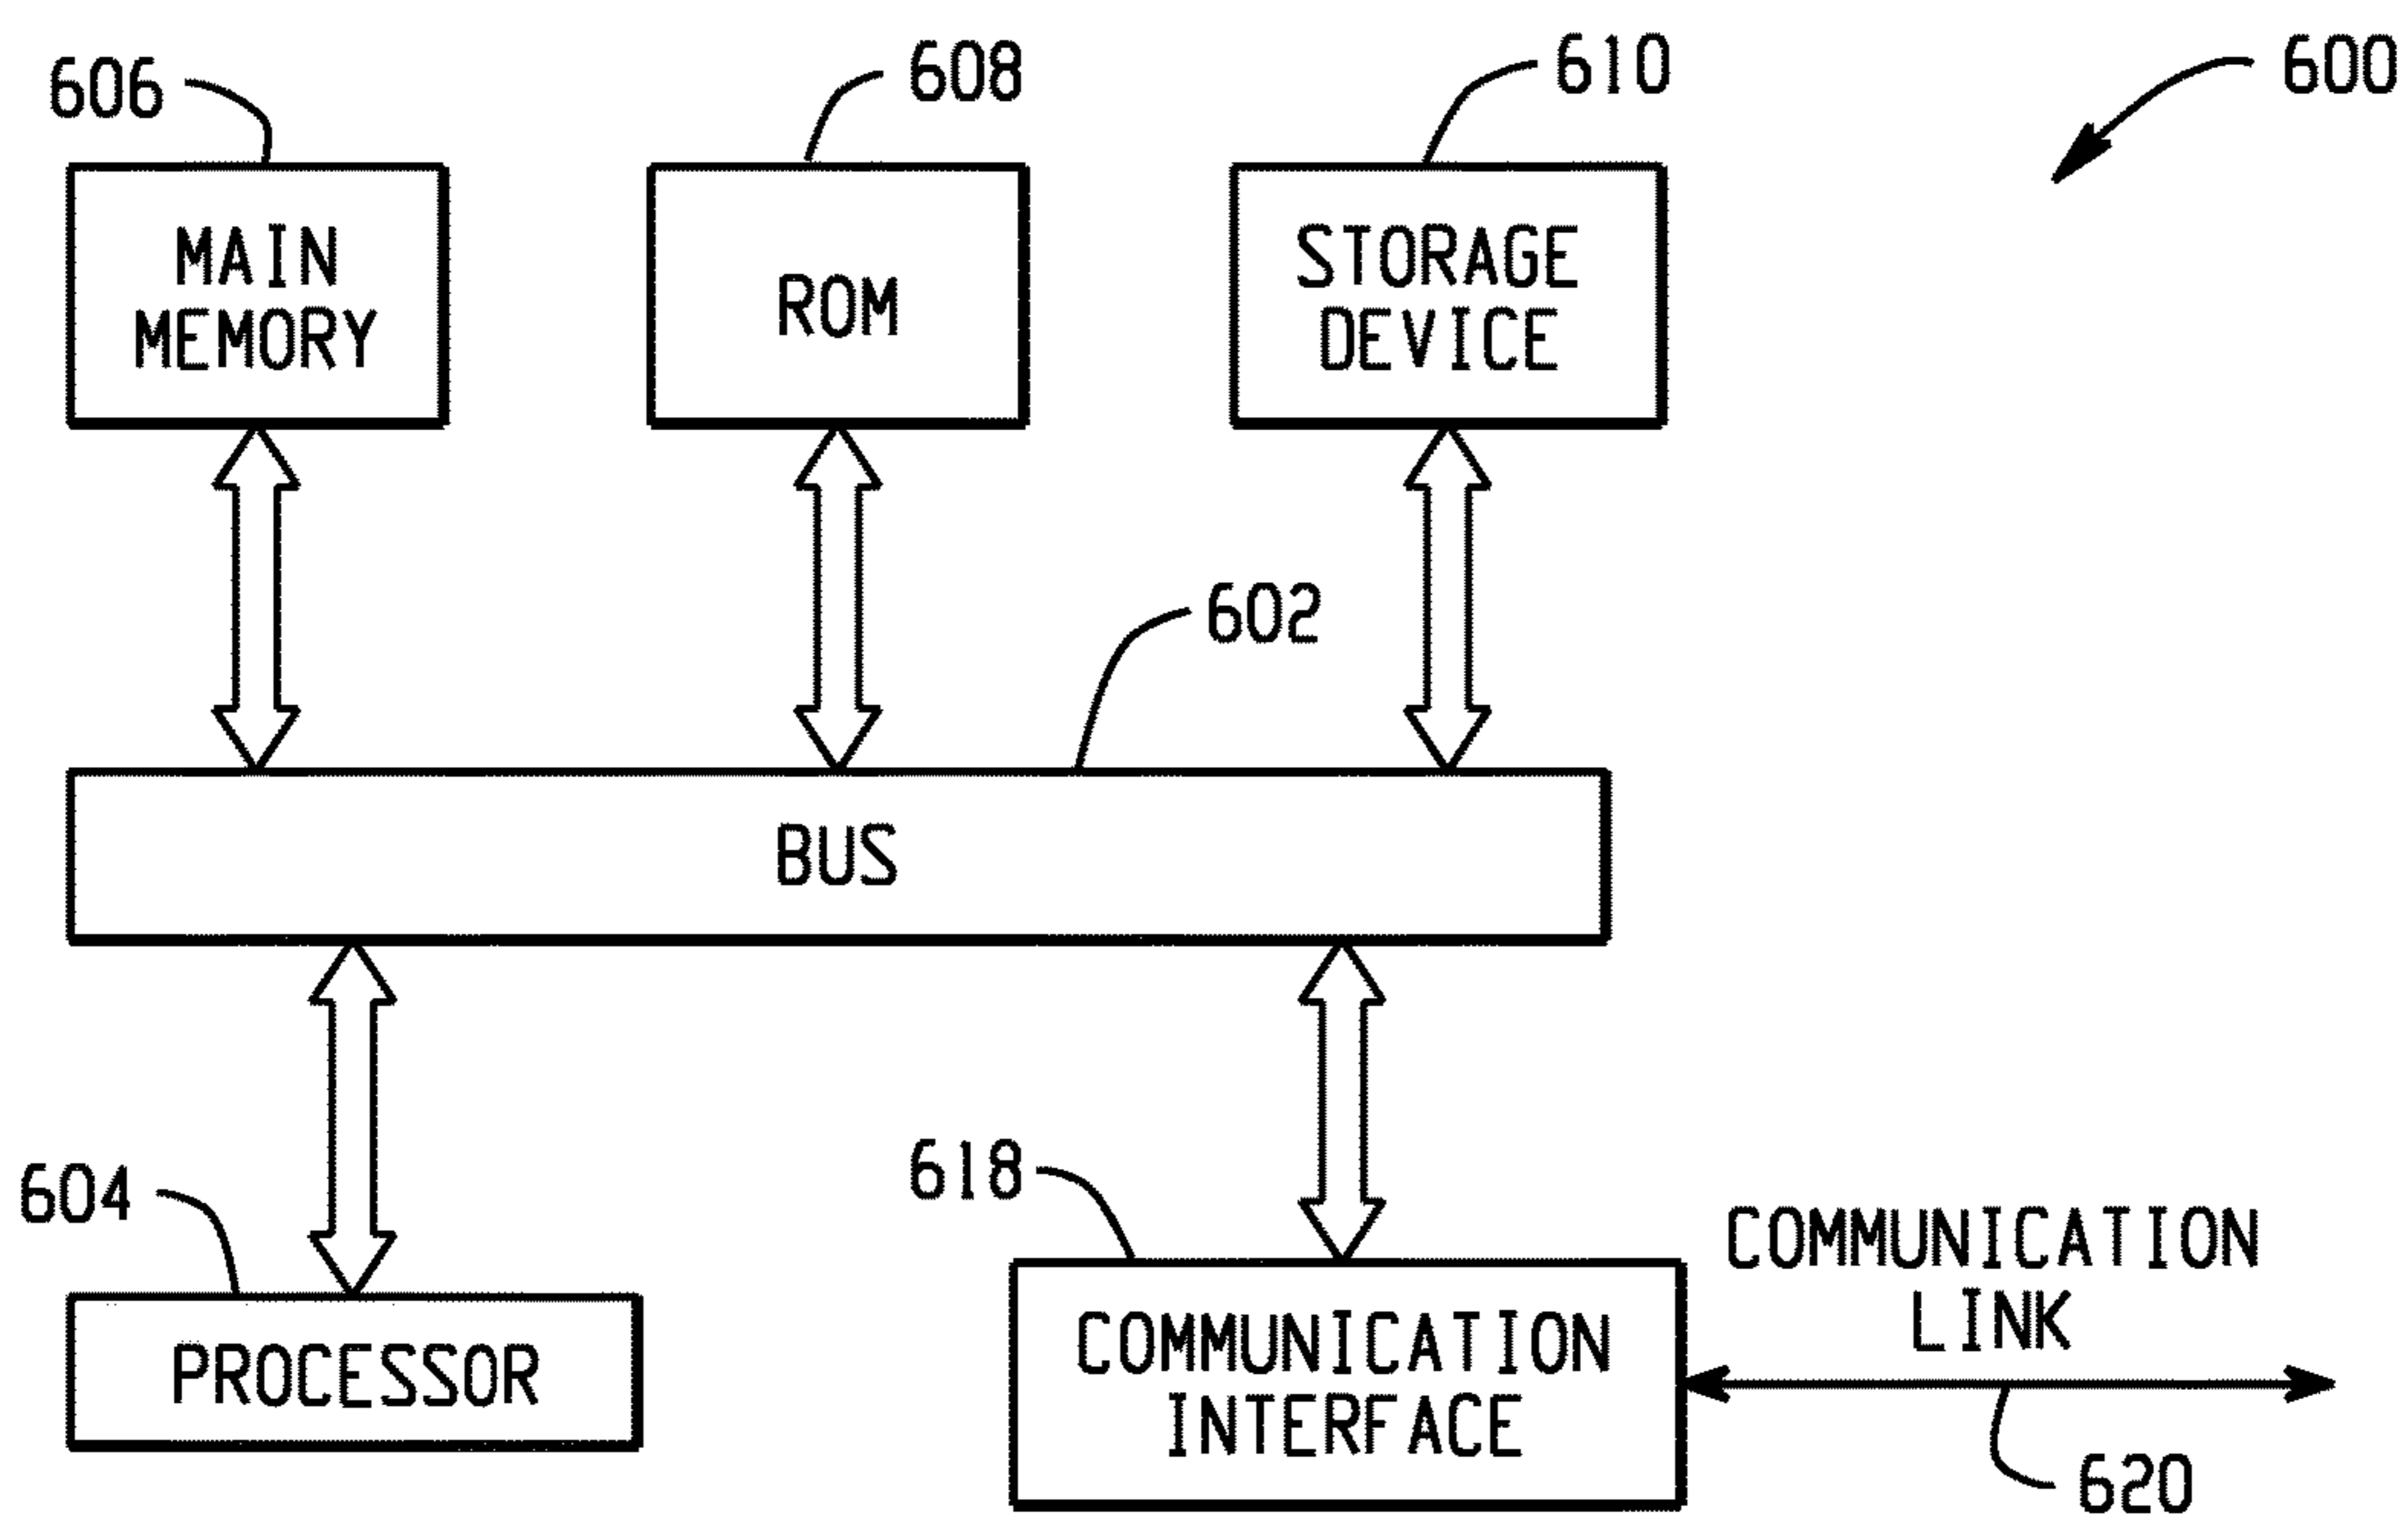 606
608
610
600
MAIN
MEMORY
ROM
STORAGE
DEVICE
602
BUS
604
618
PROCESSOR
COMMUNICATION
INTERFACE
COMMUNICATION
LINK
620